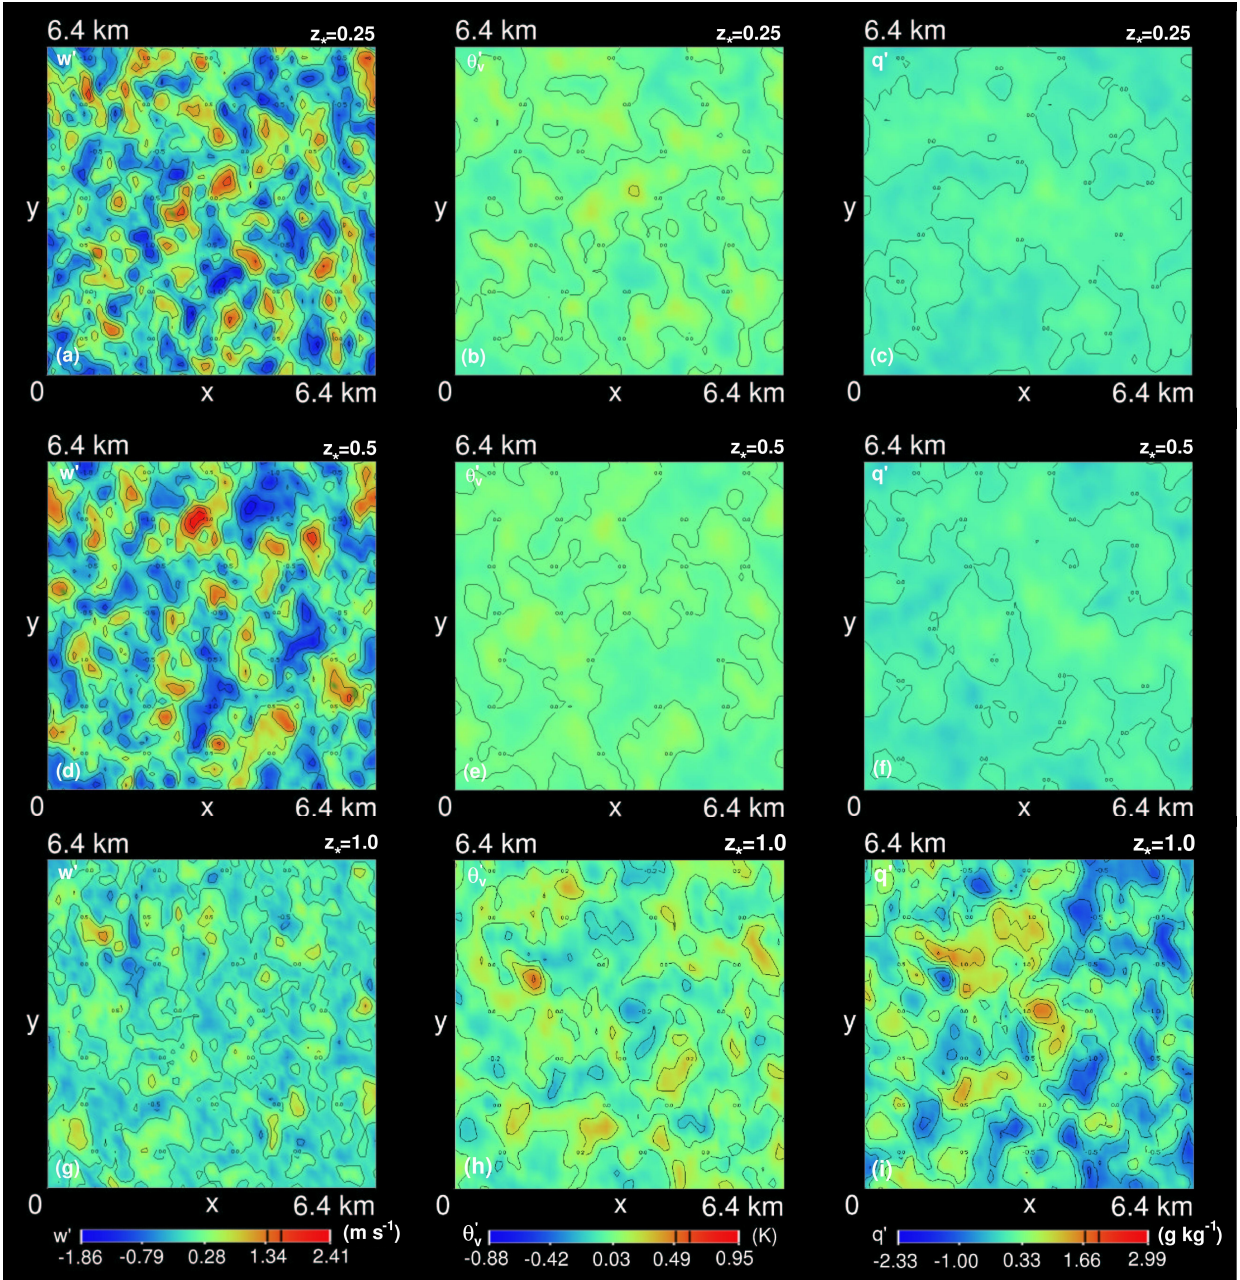 6.4 km z*=0.25 6.4 km z*=0.25 6.4 km z*=0.25
w' θ'v q'
y y y
(a) (b) (c)
0 x 6.4 km 0 x 6.4 km 0 x 6.4 km
6.4 km z*=0.5 6.4 km z*=0.5 6.4 km z*=0.5
w' θ'v q'
y y y
(d) (e) (f)
0 x 6.4 km 0 x 6.4 km 0 x 6.4 km
6.4 km z*=1.0 6.4 km z*=1.0 6.4 km z*=1.0
w' θ'v q'
y y y
(g) (h) (i)
0 x 6.4 km 0 x 6.4 km 0 x 6.4 km
w' (m s-1) θ'v (K) q' (g kg-1)
-1.86 -0.79 0.28 1.34 2.41 -0.88 -0.42 0.03 0.49 0.95 -2.33 -1.00 0.33 1.66 2.99